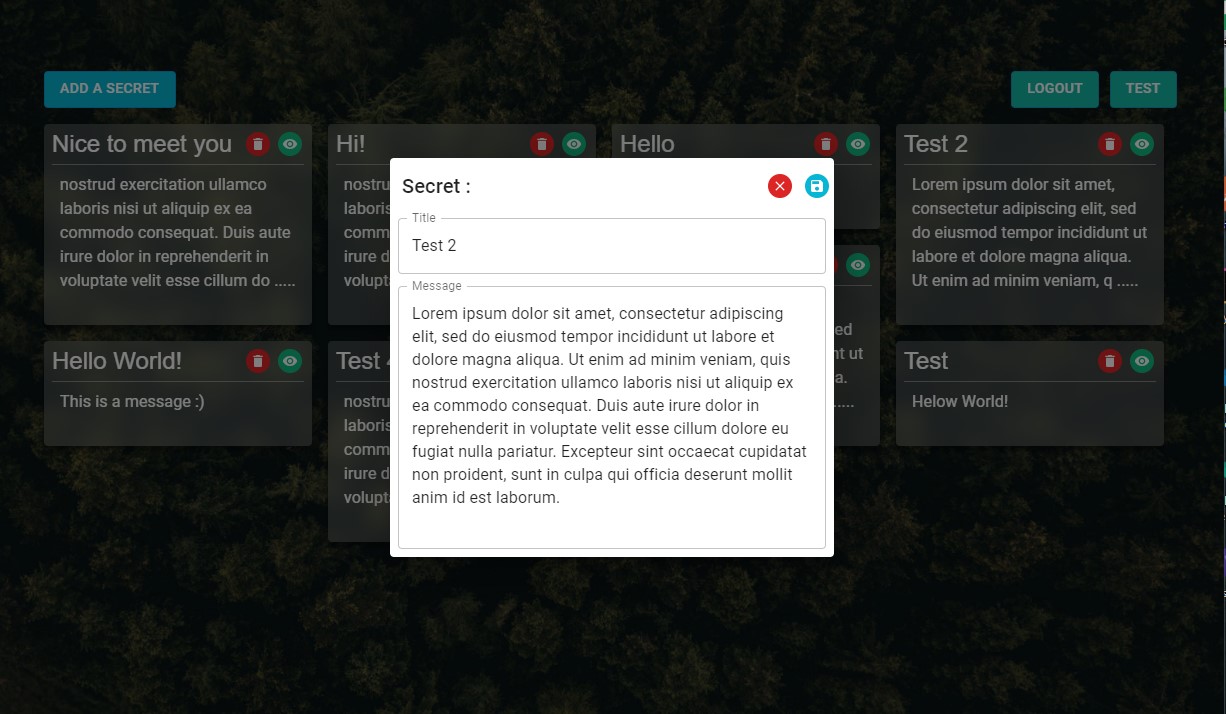 ADD A SECRET
LOGOUT
TEST
Nice to meet you
nostrud exercitation ullamco
laboris nisi ut aliquip ex ea
commodo consequat. Duis aute
irure dolor in reprehenderit in
voluptate velit esse cillum do .....
Hi!
nostru
laboris
comm
irure d
volupt
Hello
ed
nt ut
a.
.....
Test 2
Lorem ipsum dolor sit amet,
consectetur adipiscing elit, sed
do eiusmod tempor incididunt ut
labore et dolore magna aliqua.
Ut enim ad minim veniam, q .....
Hello World!
This is a message :)
Test 4
nostru
laboris
comm
irure d
volupt
Test
Helow World!
Secret :
Title
Test 2
Message
Lorem ipsum dolor sit amet, consectetur adipiscing
elit, sed do eiusmod tempor incididunt ut labore et
dolore magna aliqua. Ut enim ad minim veniam, quis
nostrud exercitation ullamco laboris nisi ut aliquip ex
ea commodo consequat. Duis aute irure dolor in
reprehenderit in voluptate velit esse cillum dolore eu
fugiat nulla pariatur. Excepteur sint occaecat cupidatat
non proident, sunt in culpa qui officia deserunt mollit
anim id est laborum.